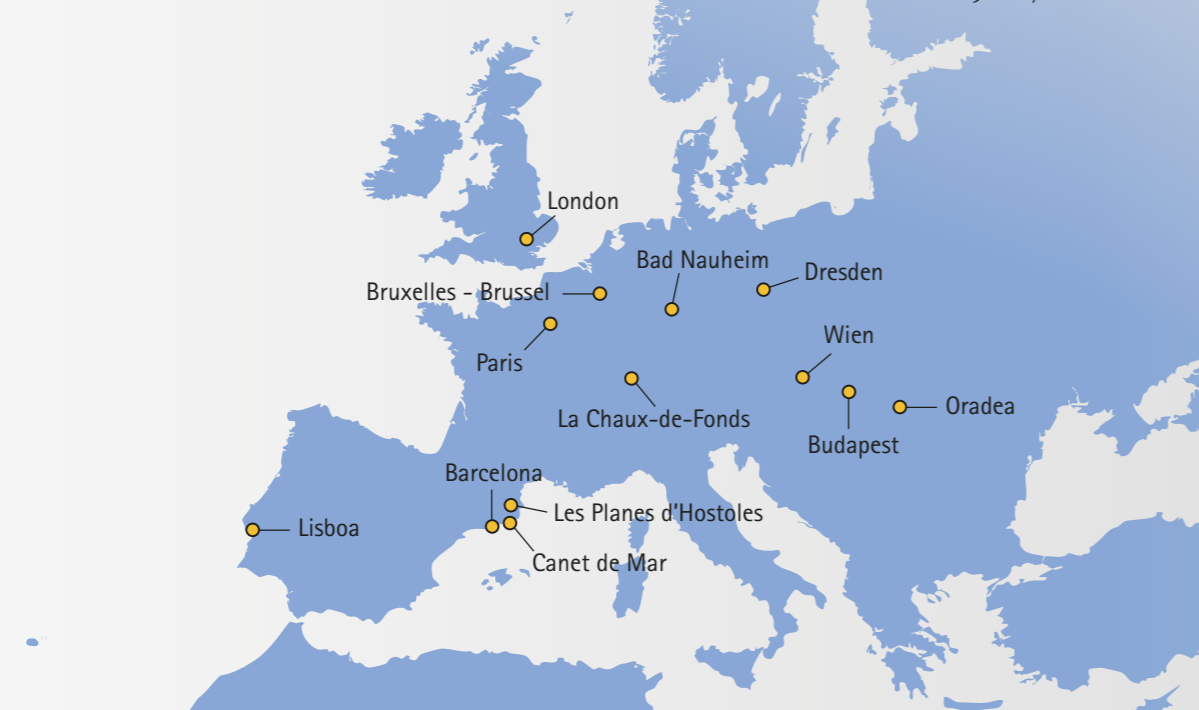 London
Bad Nauheim
Dresden
Bruxelles - Brussel
Wien
Paris
La Chaux-de-Fonds
Oradea
Budapest
Barcelona
Les Planes d'Hostoles
Lisboa
Canet de Mar